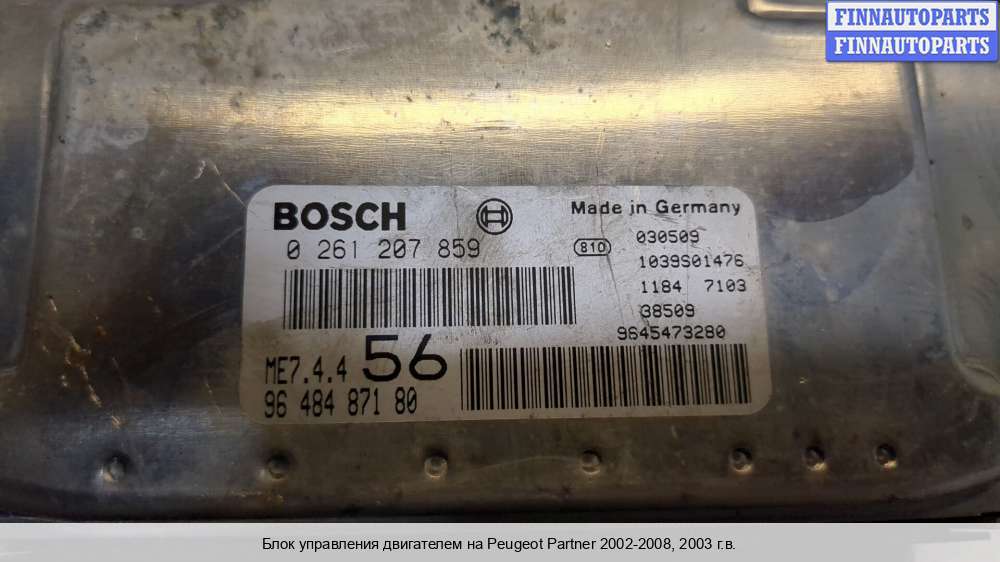 FINNAUTOPARTS
FINNAUTOPARTS
BOSCH
Made in Germany
0 261 207 859
810
030509
1039S01476
1184 7103
38509
9645473280
ME7.4.4 56
96 484 871 80
Блок управления двигателем на Peugeot Partner 2002-2008, 2003 г.в.